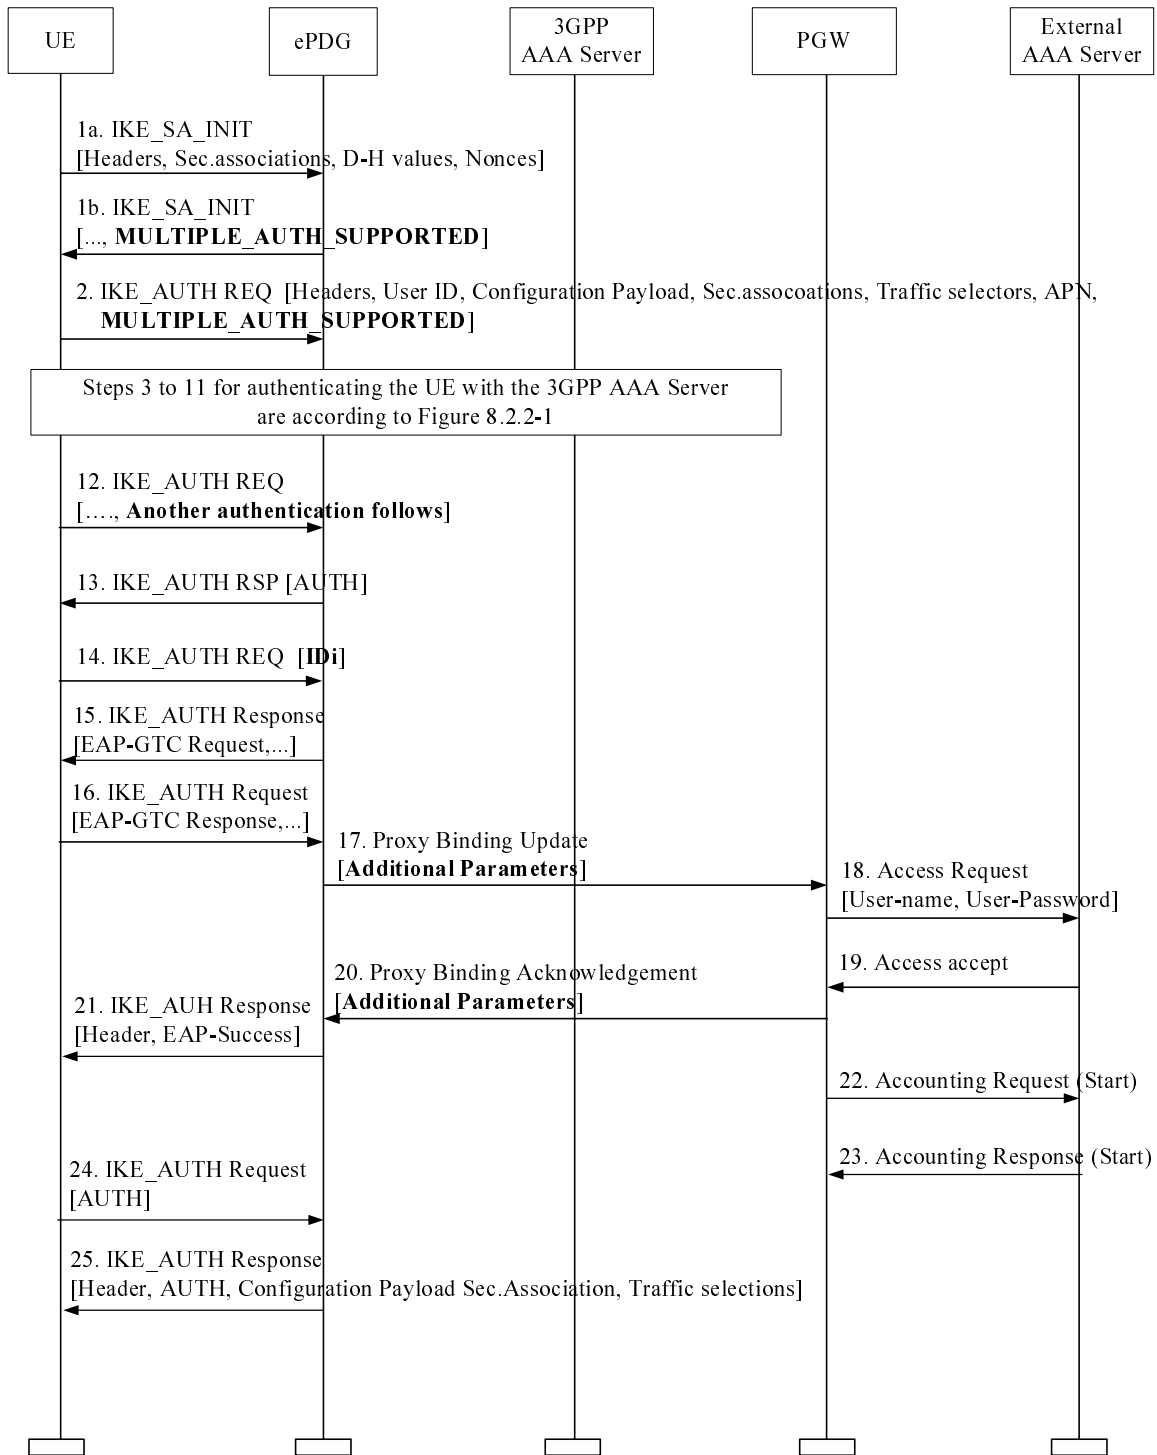 UE
ePDG
3GPP
AAA Server
PGW
External
AAA Server
1a. IKE_SA_INIT
[Headers, Sec.associations, D-H values, Nonces]
1b. IKE_SA_INIT
[..., MULTIPLE_AUTH_SUPPORTED]
2. IKE_AUTH REQ [Headers, User ID, Configuration Payload, Sec.assocoations, Traffic selectors, APN,
MULTIPLE_AUTH_SUPPORTED]
Steps 3 to 11 for authenticating the UE with the 3GPP AAA Server
are according to Figure 8.2.2-1
12. IKE_AUTH REQ
[…., Another authentication follows]
13. IKE_AUTH RSP [AUTH]
14. IKE_AUTH REQ [IDi]
15. IKE_AUTH Response
[EAP-GTC Request,...]
16. IKE_AUTH Request
[EAP-GTC Response,...]
17. Proxy Binding Update
[Additional Parameters]
18. Access Request
[User-name, User-Password]
19. Access accept
20. Proxy Binding Acknowledgement
[Additional Parameters]
21. IKE_AUH Response
[Header, EAP-Success]
22. Accounting Request (Start)
23. Accounting Response (Start)
24. IKE_AUTH Request
[AUTH]
25. IKE_AUTH Response
[Header, AUTH, Configuration Payload Sec.Association, Traffic selections]